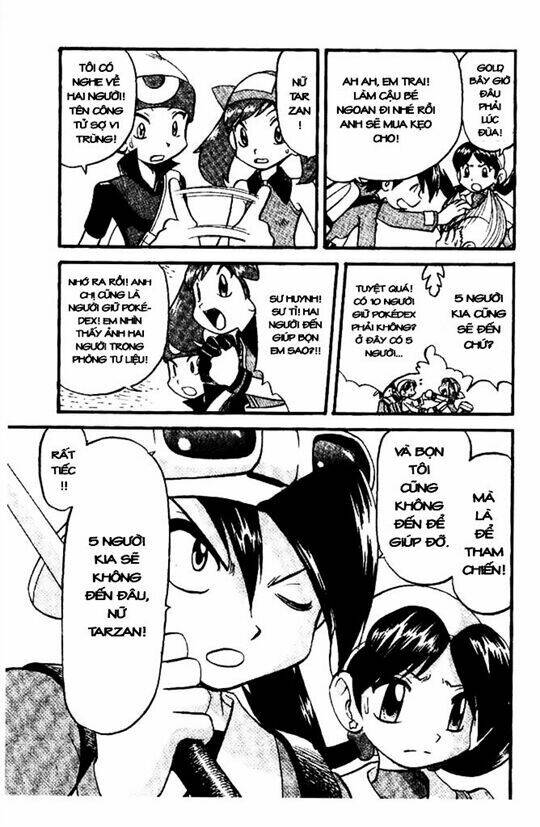 GOLD,
BÂY GIỜ
ĐÂU
PHẢI
LÚC
ĐÙA!
AH AH, EM TRAI!
LÀM CẬU BÉ
NGOAN ĐI NHÉ RỒI
ANH SẼ MUA KẸO
CHO!
NỮ
TAR
ZAN!
TÔI CÓ
NGHE VỀ
HAI NGƯỜI!
TÊN CÔNG
TỬ SỢ VI
TRÙNG!
5 NGƯỜI
KIA CŨNG
SẼ ĐẾN
CHỨ?
TUYỆT QUÁ!
CÓ 10 NGƯỜI
GIỮ POKÉDEX
PHẢI KHÔNG?
Ở ĐÂY CÓ 5
NGƯỜI...
SƯ HUYNH!
SƯ TỈ! HAI
NGƯỜI ĐẾN
GIÚP BỌN
EM SAO?!!
NHỚ RA RỒI! ANH
CHỊ CŨNG LÀ
NGƯỜI GIỮ POKÉ-
DEX! EM NHÌN
THẤY ẢNH HAI
NGƯỜI TRONG
PHÒNG TƯ LIỆU!
VÀ BỌN
TÔI
CŨNG
KHÔNG
ĐẾN ĐỂ
GIÚP ĐỠ.
MÀ
LÀ ĐỂ
THAM
CHIẾN!
RẤT
TIẾC
!!
5 NGƯỜI
KIA SẼ
KHÔNG
ĐẾN ĐÂU,
NỮ
TARZAN!